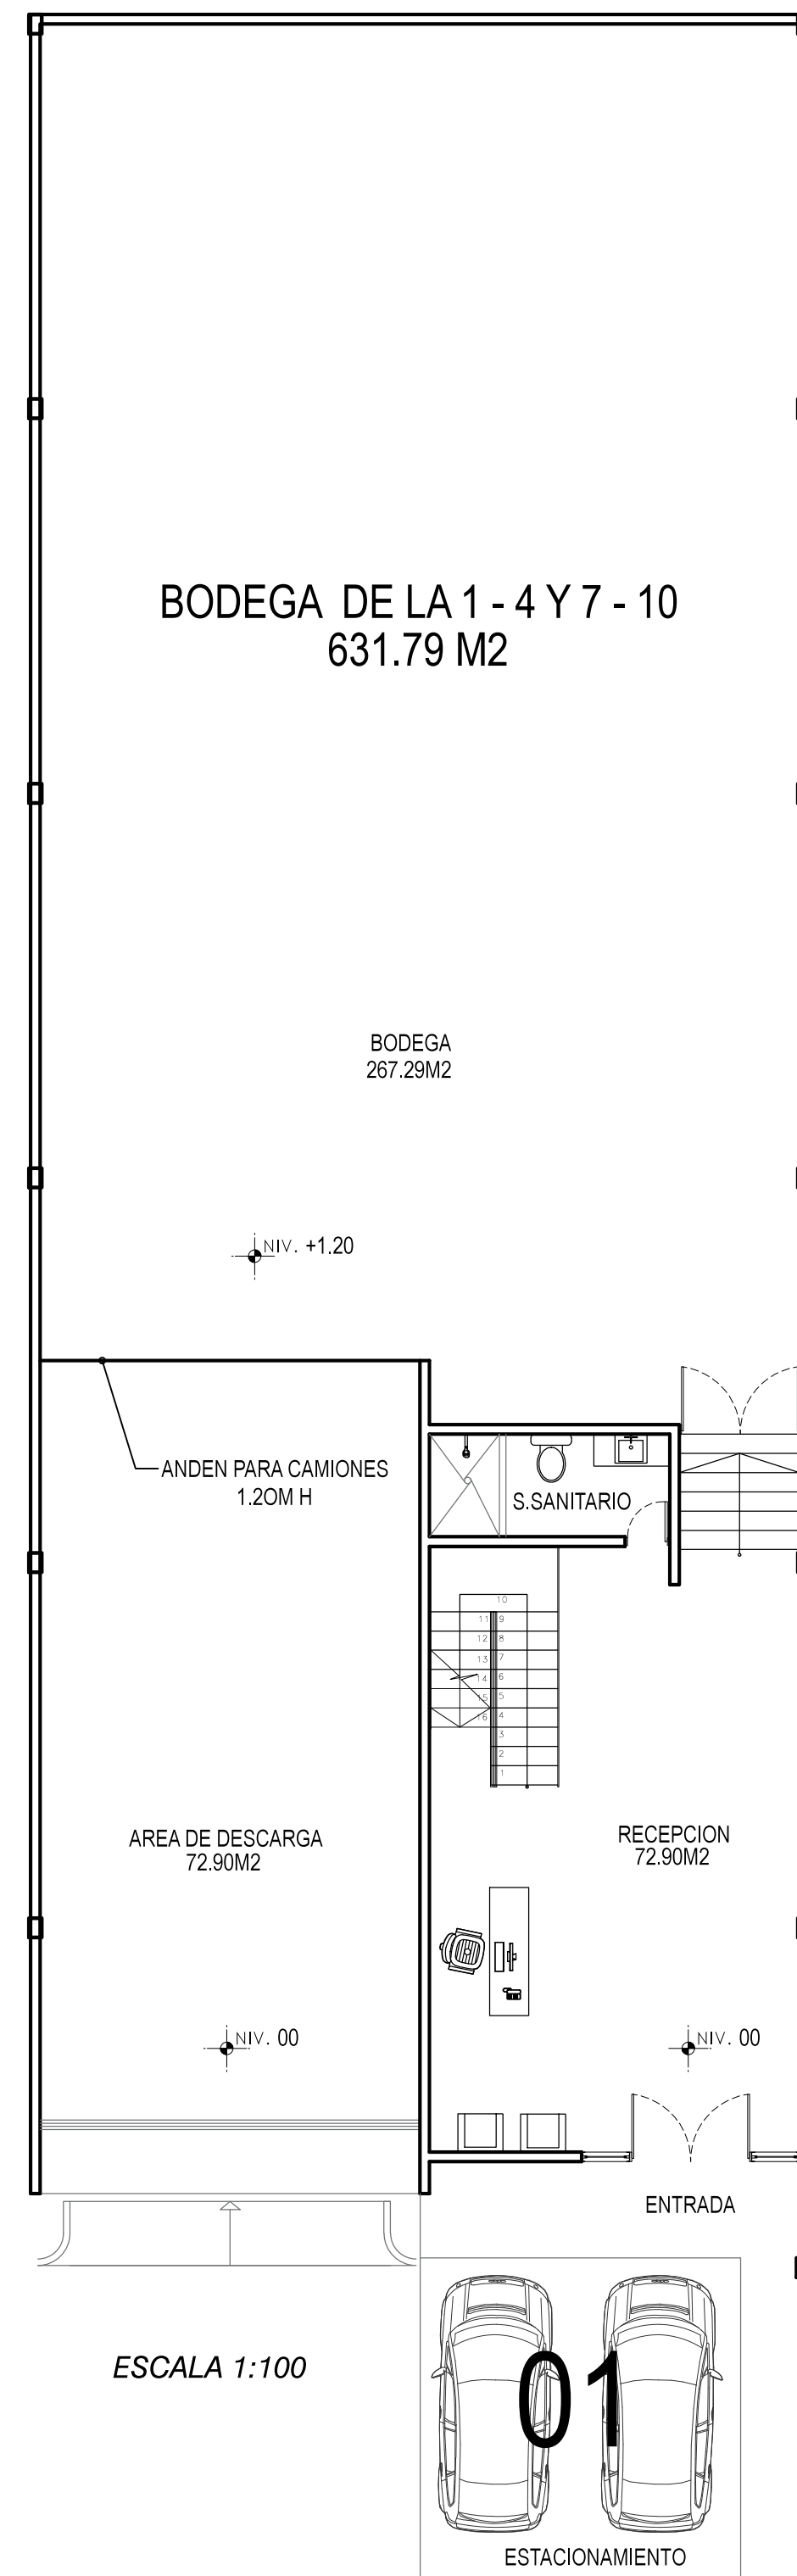 BODEGA DE LA 1 - 4 Y 7 - 10
631.79 M2
BODEGA
267.29M2
NIV. +1.20
ANDEN PARA CAMIONES
1.2OM H
S.SANITARIO
10
11 9
12 8
13 7
14 6
15 5
16 4
3
2
1
AREA DE DESCARGA
72.90M2
RECEPCION
72.90M2
NIV. 00
NIV. 00
ENTRADA
ESCALA 1:100
01
ESTACIONAMIENTO